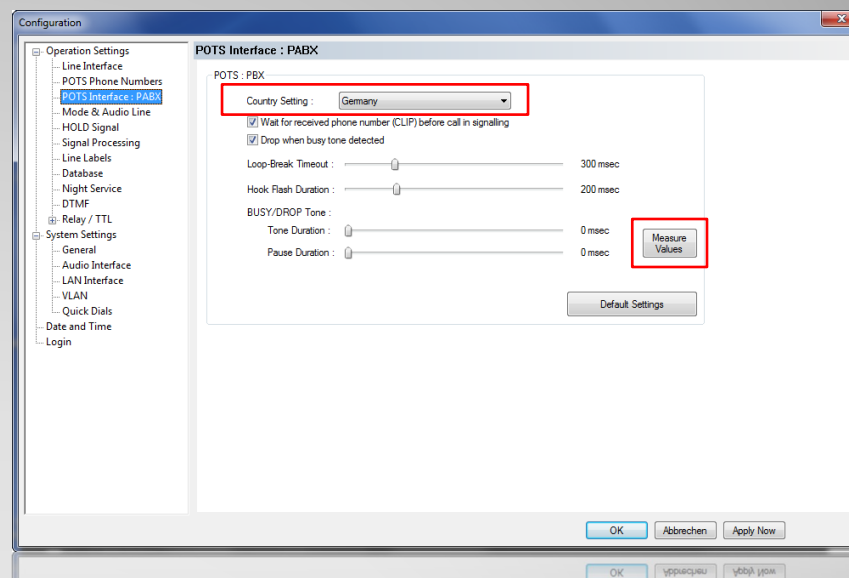 Configuration
Operation Settings
Line Interface
POTS Phone Numbers
POTS Interface : PABX
Mode & Audio Line
HOLD Signal
Signal Processing
Line Labels
Database
Night Service
DTMF
Relay / TTL
System Settings
General
Audio Interface
LAN Interface
VLAN
Quick Dials
Date and Time
Login
POTS Interface : PABX
POTS : PBX
Country Setting : Germany
Wait for received phone number (CLIP) before call in signalling
Drop when busy tone detected
Loop-Break Timeout : 300 msec
Hook Flash Duration : 200 msec
BUSY/DROP Tone :
Tone Duration : 0 msec
Pause Duration : 0 msec
Measure
Values
Default Settings
OK Abbrechen Apply Now